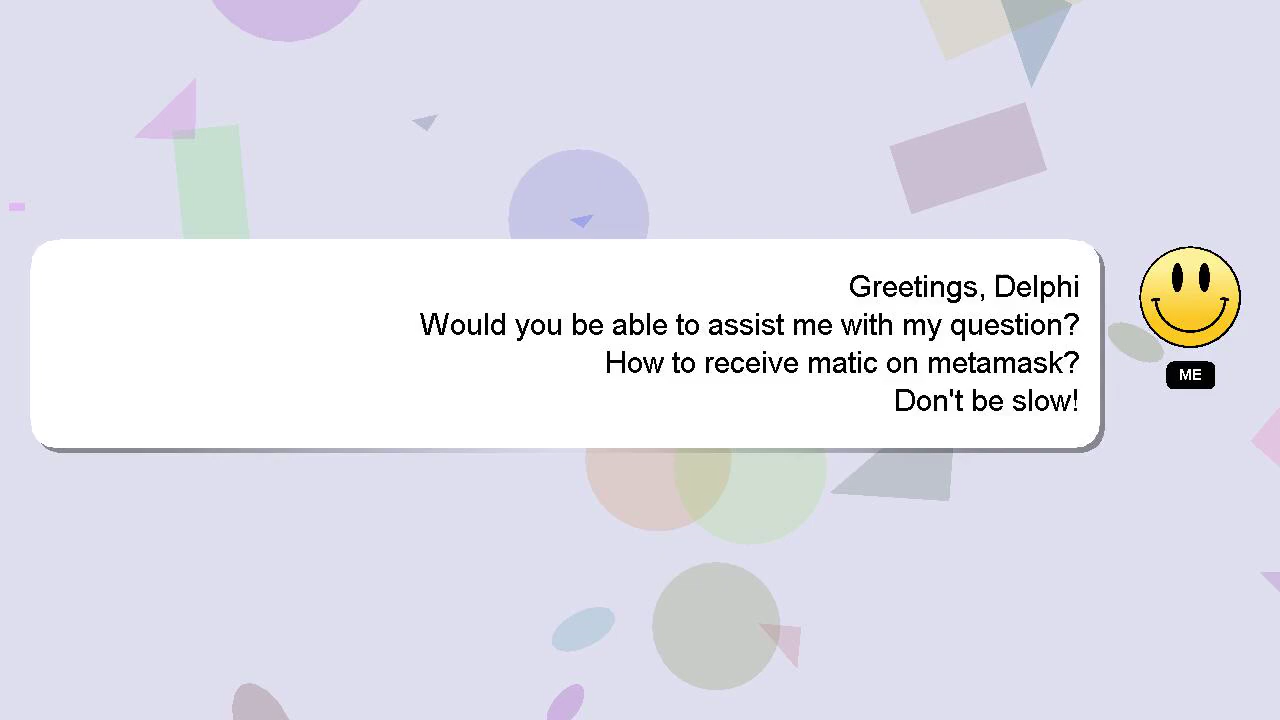 Greetings, Delphi
Would you be able to assist me with my question?
How to receive matic on metamask?
Don't be slow!
ME